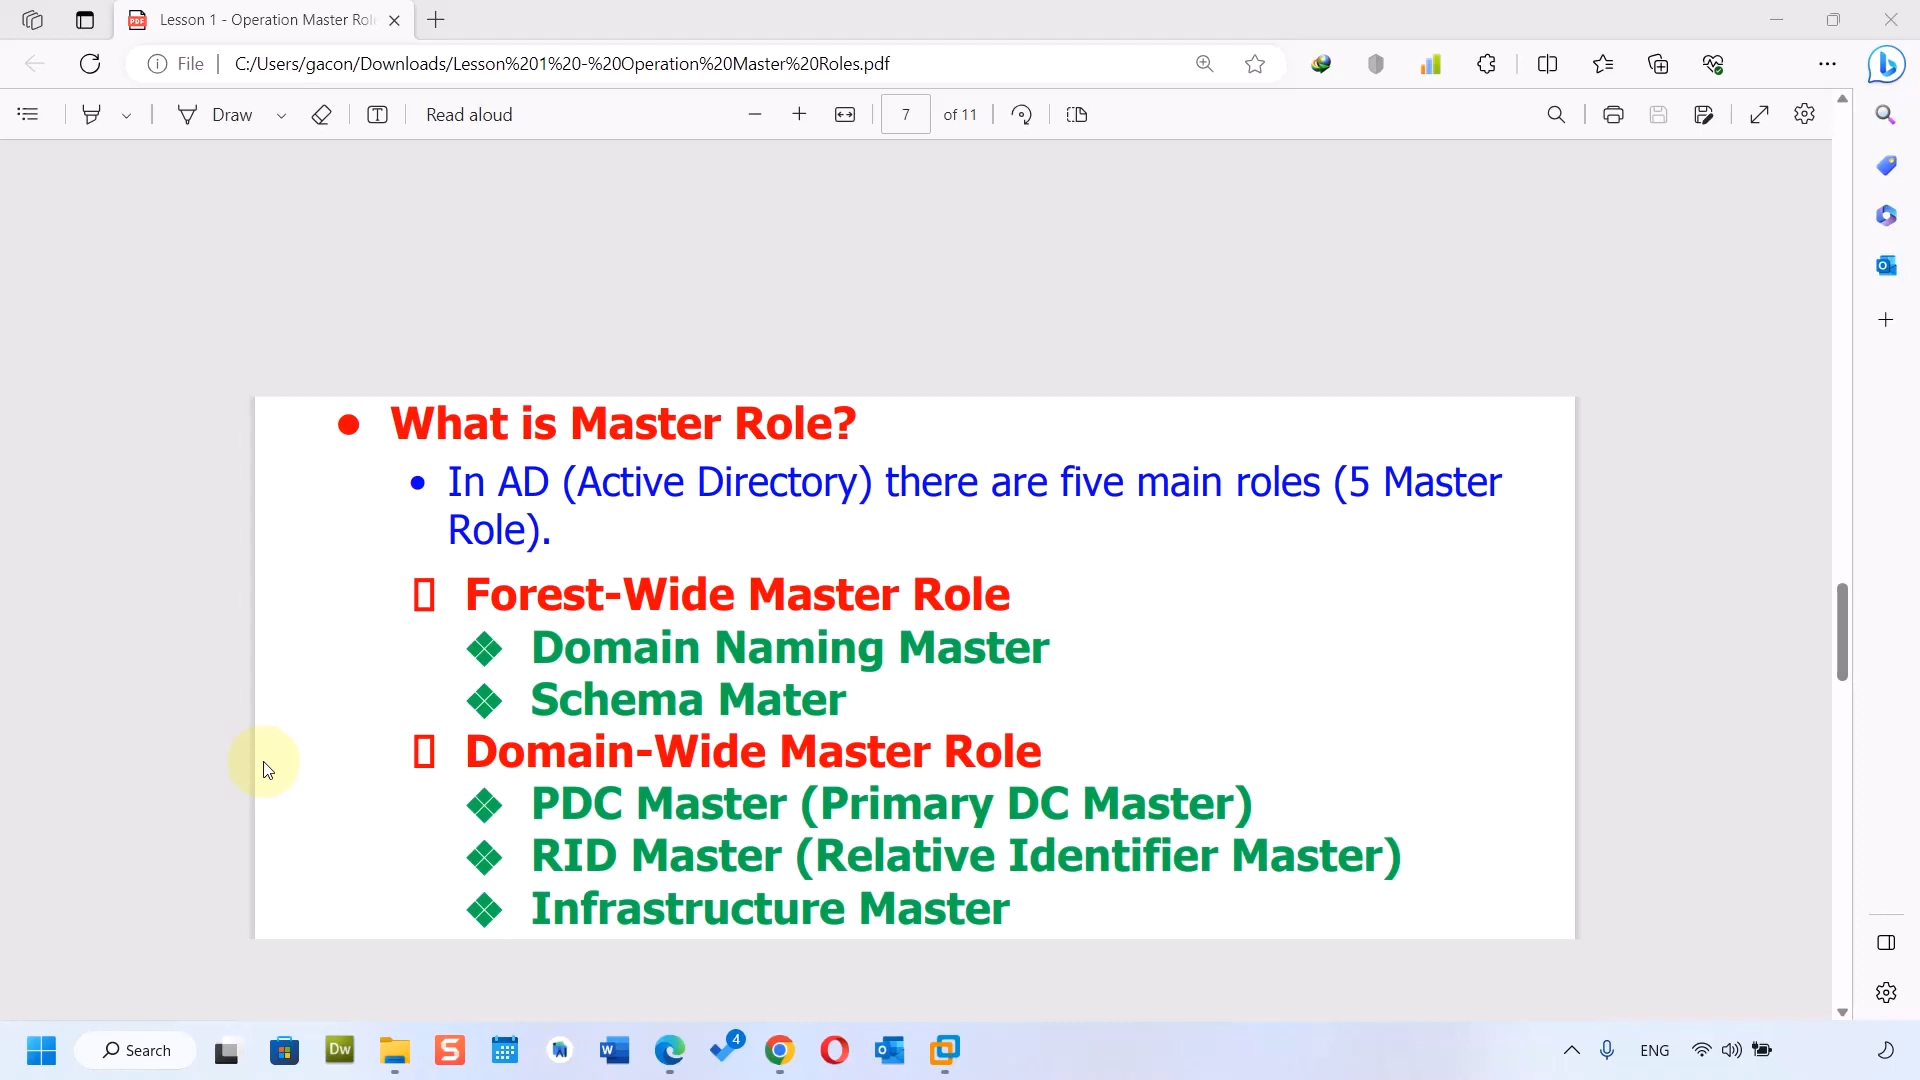 Lesson 1 - Operation Master Role
File
C:/Users/gacon/Downloads/Lesson%201%20-%20Operation%20Master%20Roles.pdf
Draw
Read aloud
7 of 11
What is Master Role?
In AD (Active Directory) there are five main roles (5 Master
Role).
Forest-Wide Master Role
Domain Naming Master
Schema Mater
Domain-Wide Master Role
PDC Master (Primary DC Master)
RID Master (Relative Identifier Master)
Infrastructure Master
Search
Dw
4
ENG